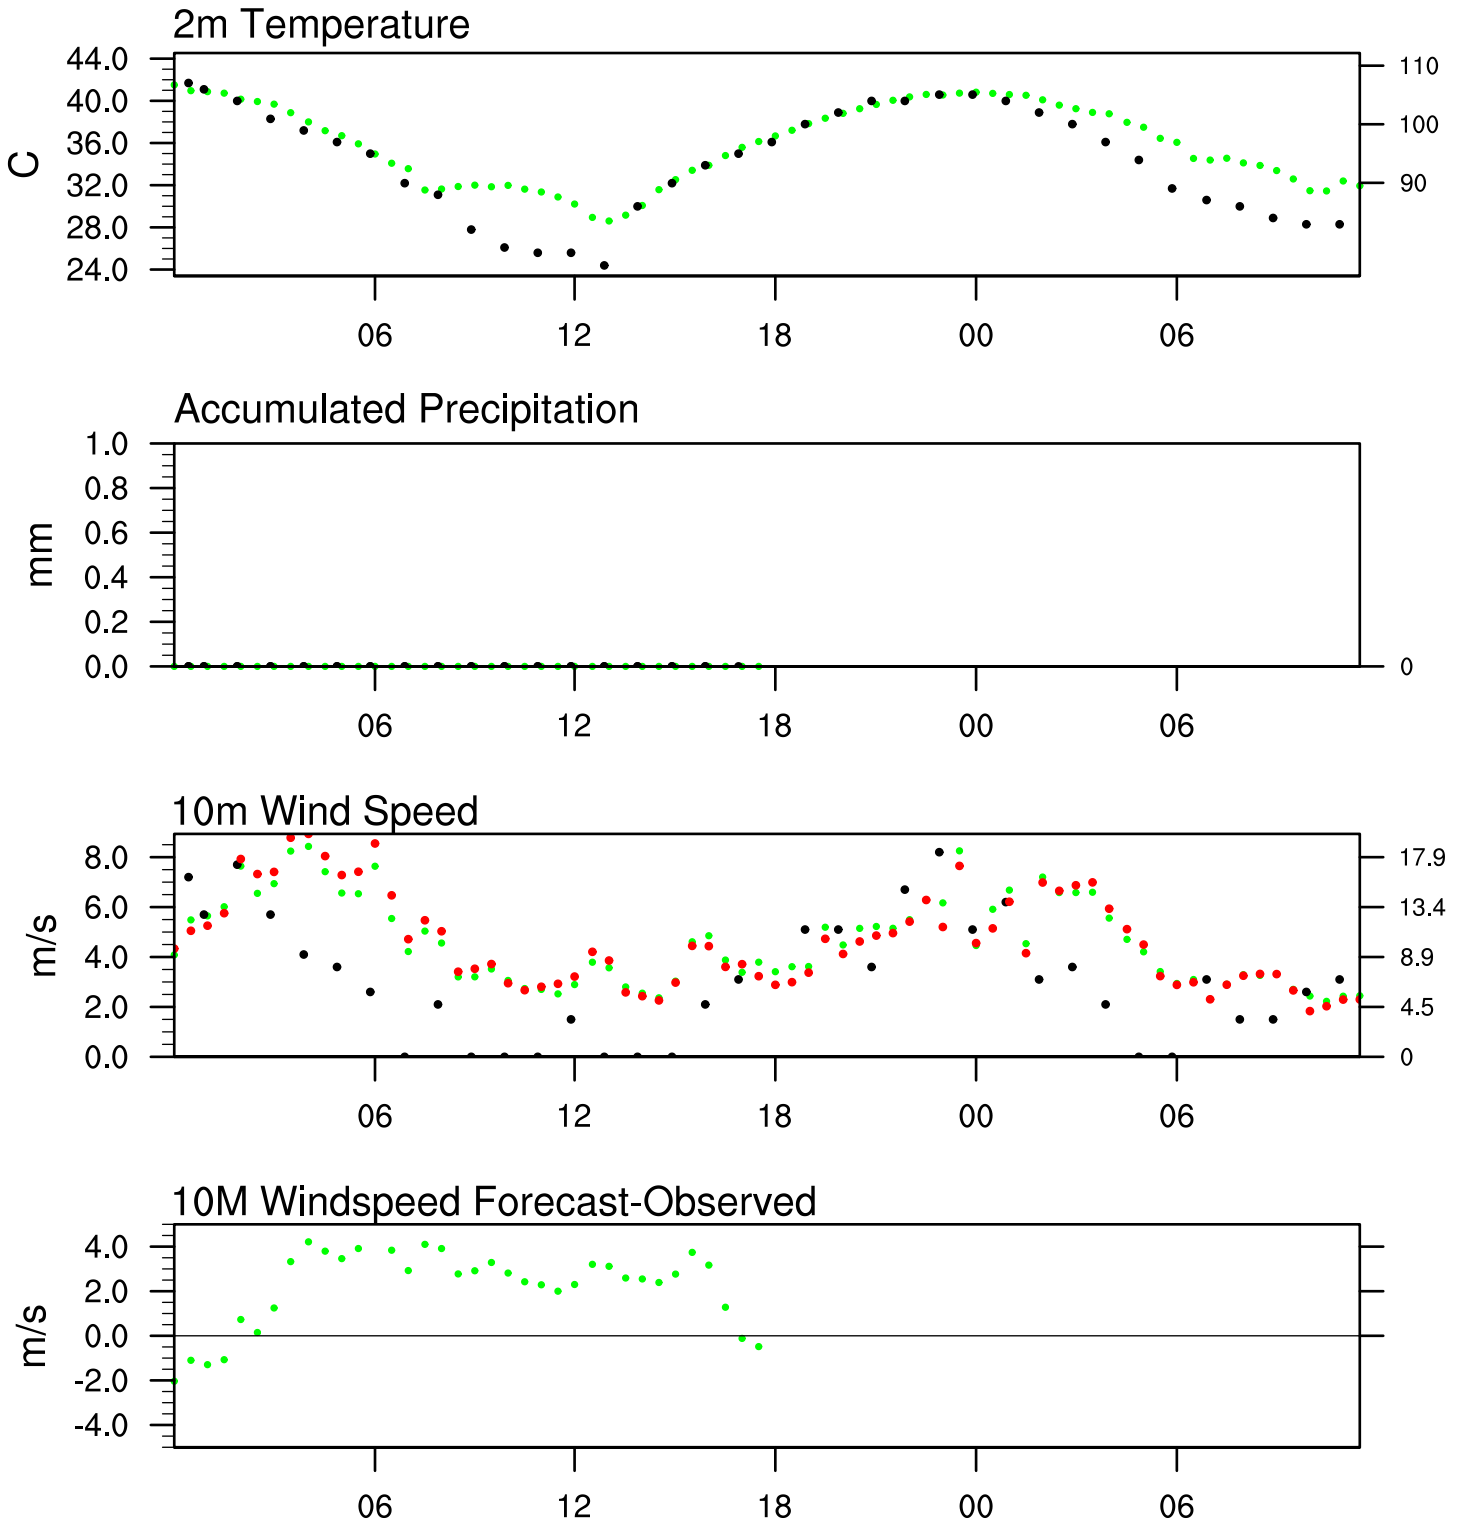 2m Temperature
44.0
40.0
36.0
32.0
28.0
24.0
C
110
100
90
06 12 18 00 06
Accumulated Precipitation
1.0
0.8
0.6
0.4
0.2
0.0
mm
0
06 12 18 00 06
10m Wind Speed
8.0
6.0
4.0
2.0
0.0
m/s
17.9
13.4
8.9
4.5
0
06 12 18 00 06
10M Windspeed Forecast-Observed
4.0
2.0
0.0
-2.0
-4.0
m/s
06 12 18 00 06